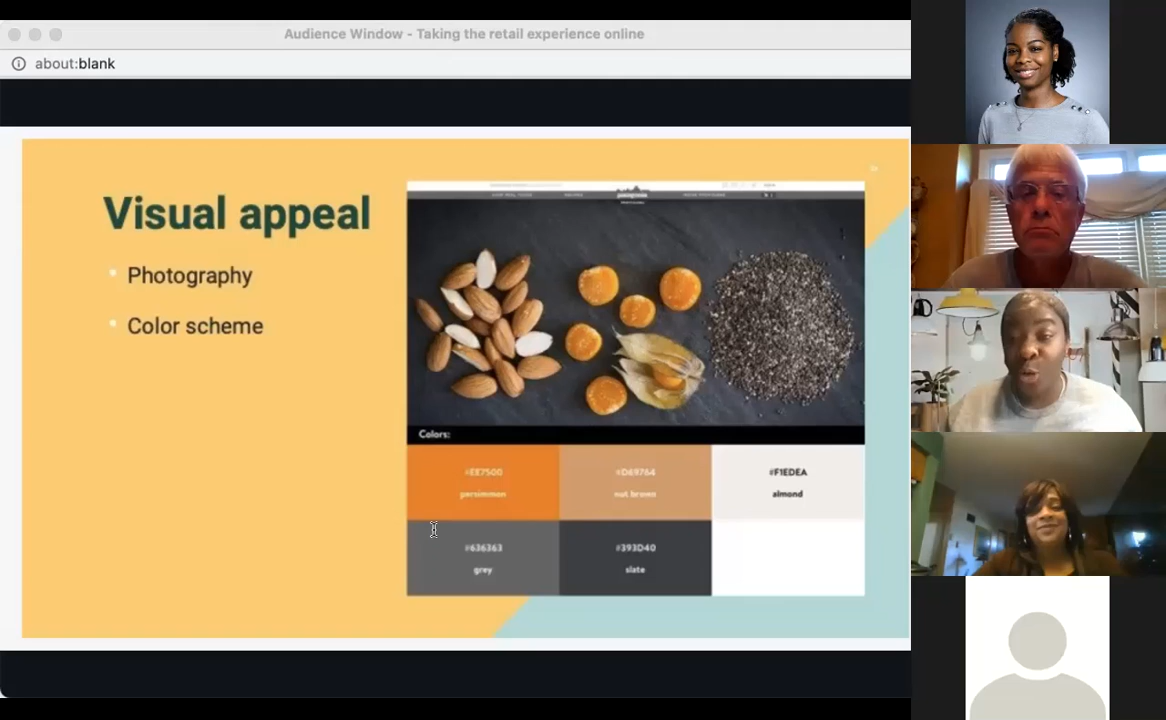 Audience Window - Taking the retail experience online
about:blank
Visual appeal
Photography
Color scheme
Colors:
#EE7500
persimmon
#D69764
nut brown
#F1EDEA
almond
#636363
grey
#393D40
slate